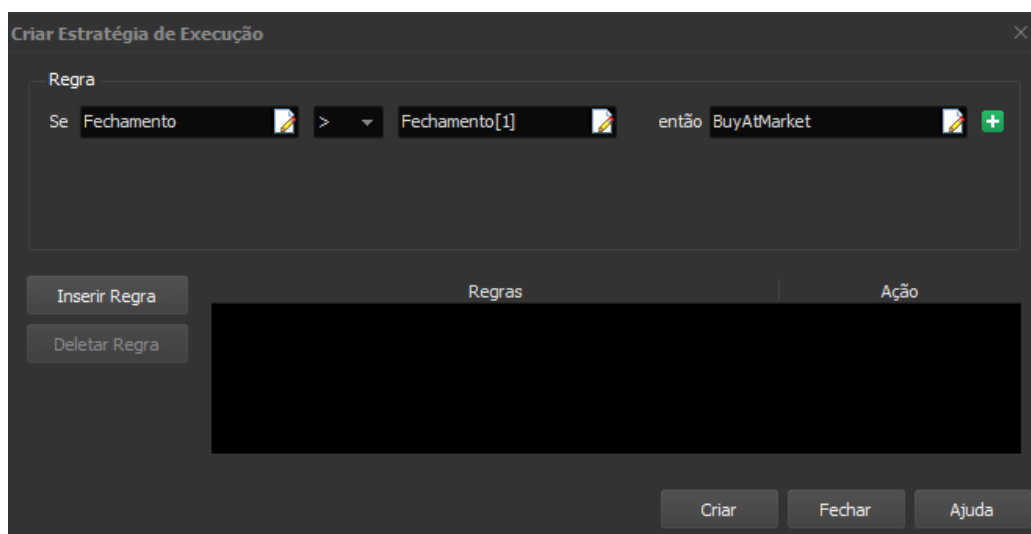 Criar Estratégia de Execução
Regra
Se Fechamento > Fechamento[1] então BuyAtMarket
Inserir Regra
Regras Ação
Deletar Regra
Criar Fechar Ajuda